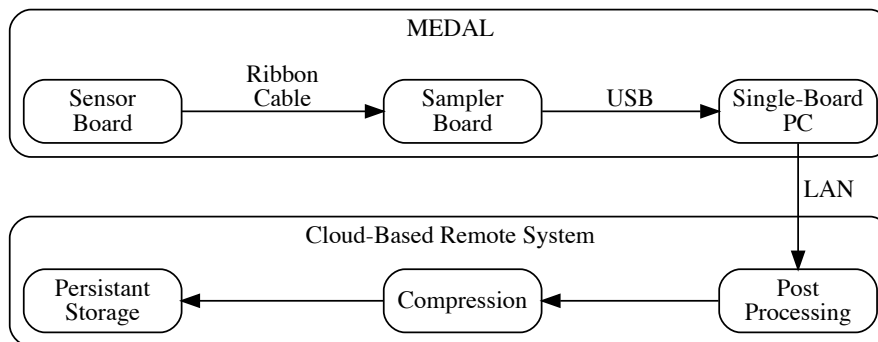 MEDAL
Sensor
Board
Ribbon
Cable
Sampler
Board
USB
Single-Board
PC
LAN
Cloud-Based Remote System
Persistant
Storage
Compression
Post
Processing